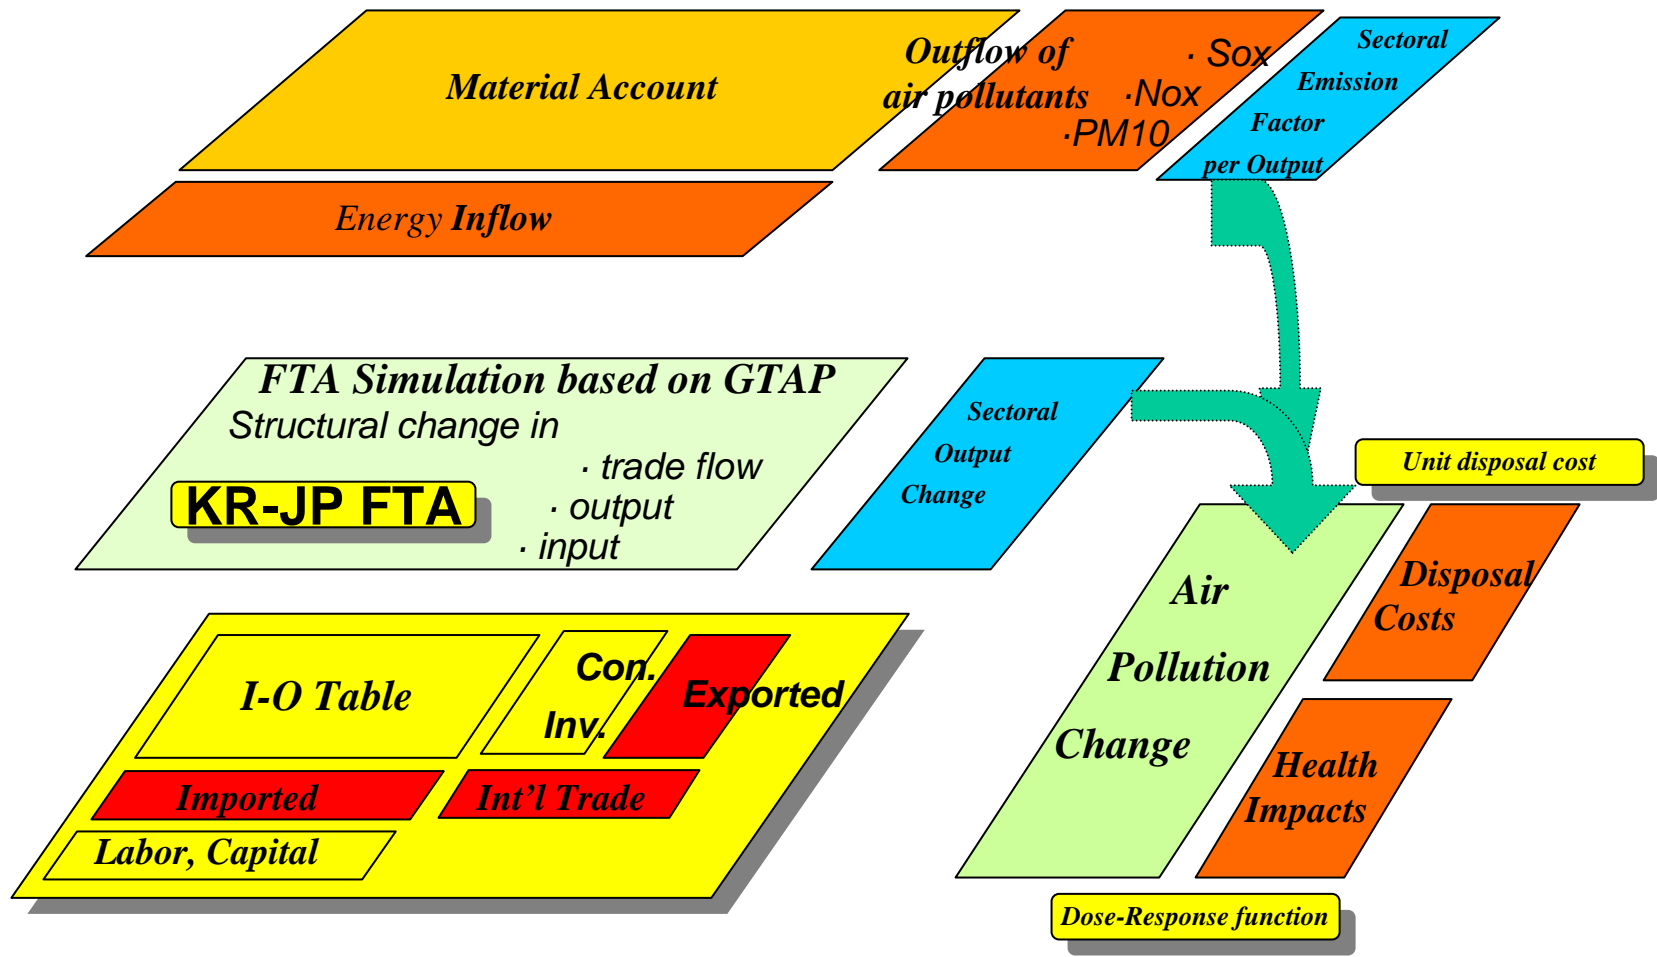 Material Account
Outflow of
air pollutants
· Sox
·Nox
·PM10
Sectoral
Emission
Factor
per Output
Energy Inflow
FTA Simulation based on GTAP
Structural change in
· trade flow
· output
· input
KR-JP FTA
Sectoral
Output
Change
Unit disposal cost
Air
Pollution
Change
Disposal
Costs
Health
Impacts
Dose-Response function
I-O Table
Con.
Inv.
Exported
Imported
Int'l Trade
Labor, Capital